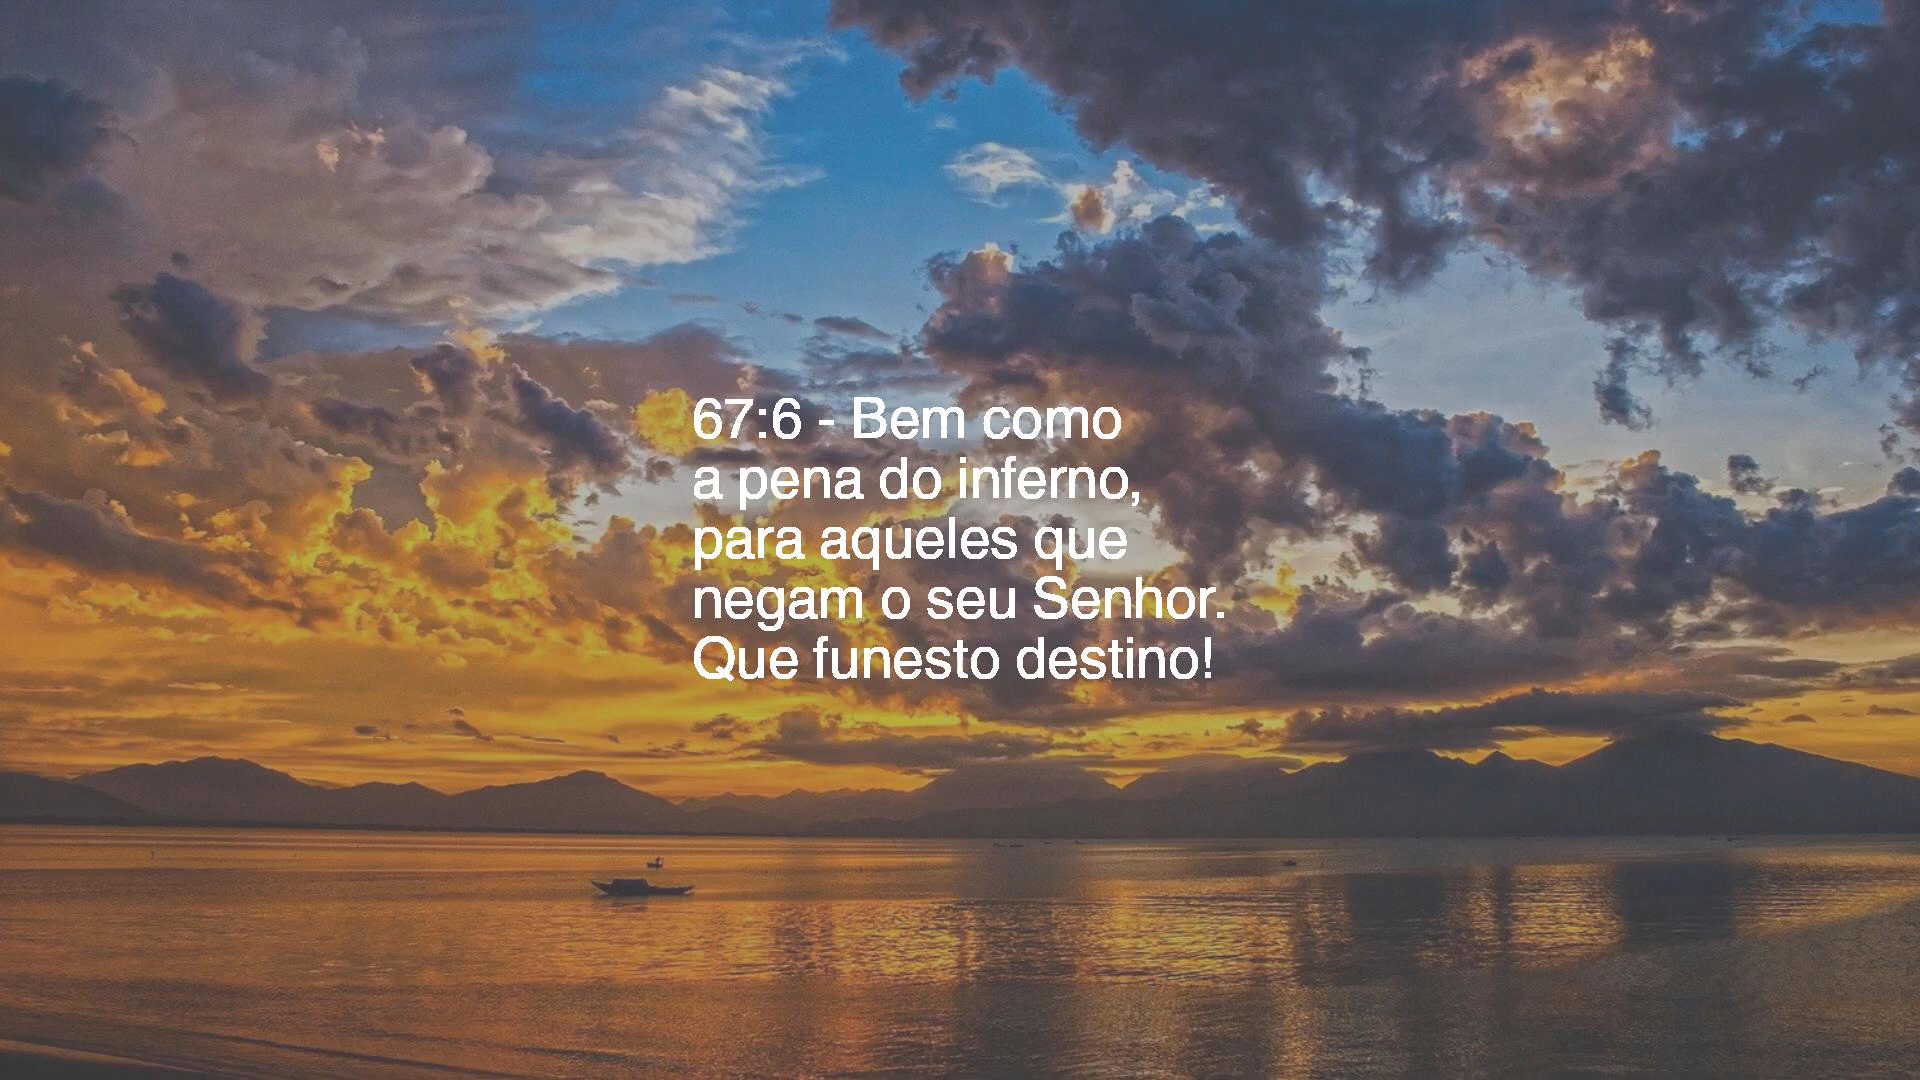 67:6 - Bem como
a pena do inferno,
para aqueles que
negam o seu Senhor.
Que funesto destino!